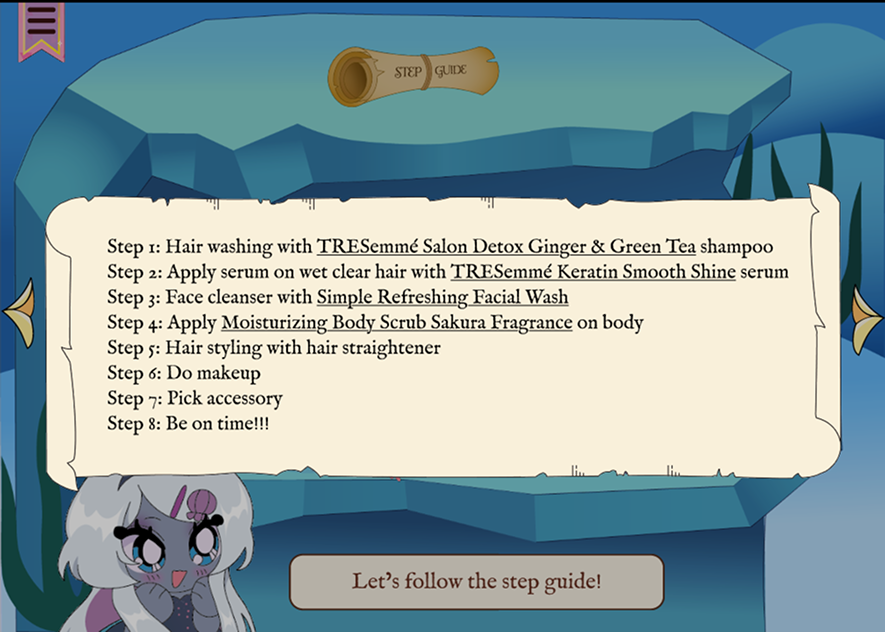 STEP GUIDE
Step 1: Hair washing with TRESemmé Salon Detox Ginger & Green Tea shampoo
Step 2: Apply serum on wet clear hair with TRESemmé Keratin Smooth Shine serum
Step 3: Face cleanser with Simple Refreshing Facial Wash
Step 4: Apply Moisturizing Body Scrub Sakura Fragrance on body
Step 5: Hair styling with hair straightener
Step 6: Do makeup
Step 7: Pick accessory
Step 8: Be on time!!!
Let's follow the step guide!